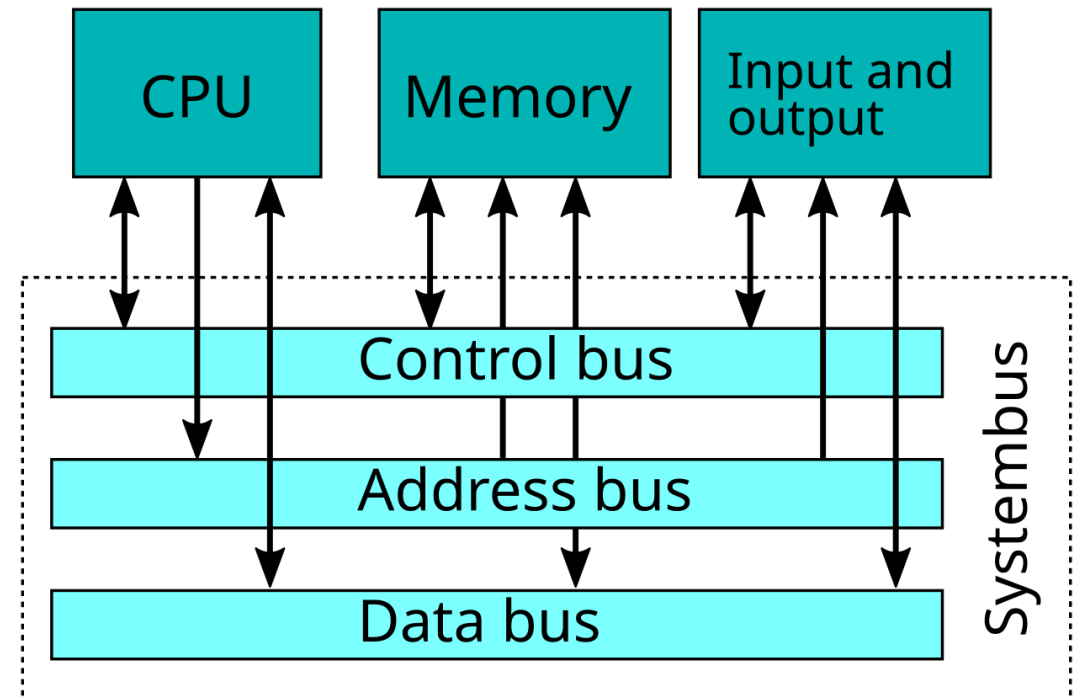 CPU
Memory
Input and
output
Control bus
Address bus
Data bus
Systembus